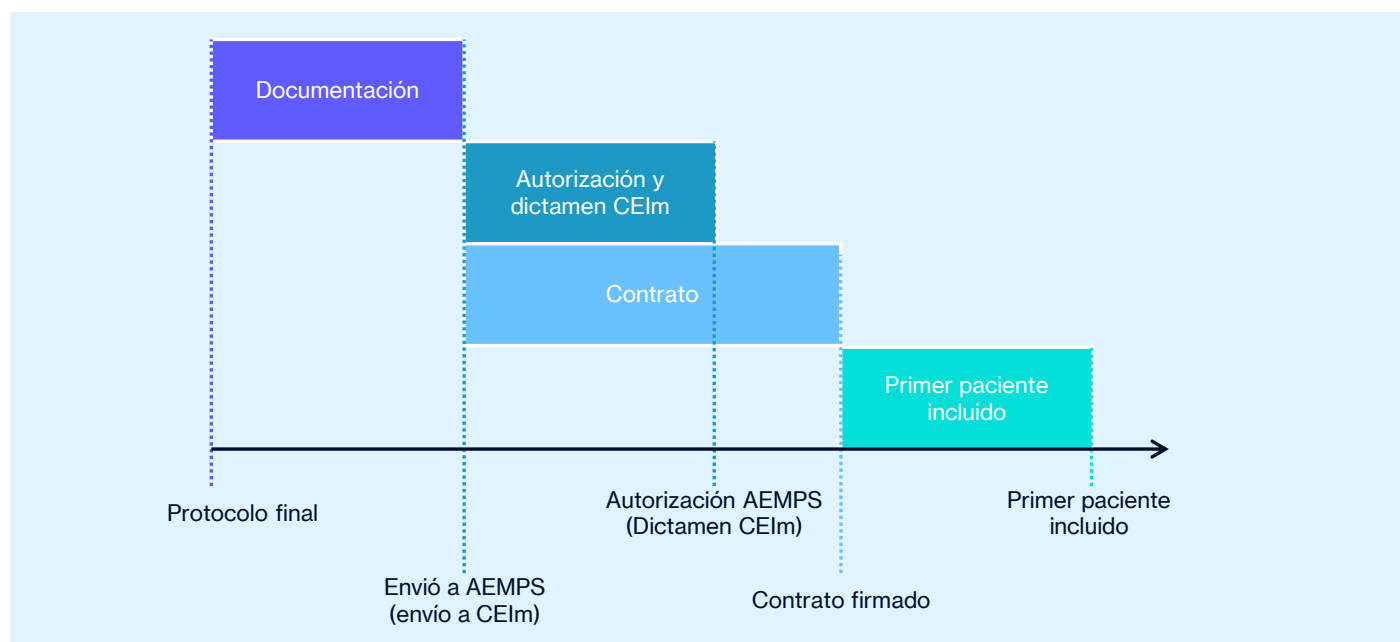 Documentación
Autorización y
dictamen CEIm
Contrato
Primer paciente
incluido
Protocolo final
Autorización AEMPS
(Dictamen CEIm)
Primer paciente
incluido
Envió a AEMPS
(envío a CEIm)
Contrato firmado